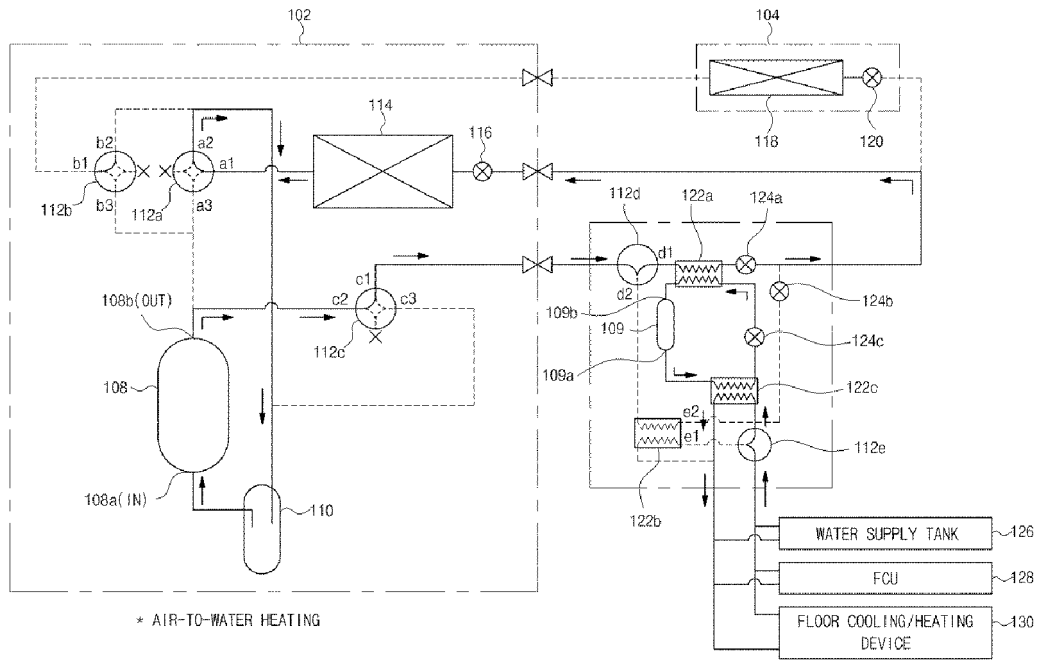 102
104
114
116
118
120
b2
a2
b1
a1
112b
b3
112a
a3
112d
122a
124a
d1
d2
124b
108b(OUT)
c1
c2
c3
109b
109
124c
112c
109a
108
122c
e2
e1
112e
108a(IN)
110
122b
WATER SUPPLY TANK
126
FCU
128
* AIR-TO-WATER HEATING
FLOOR COOLING/HEATING
DEVICE
130